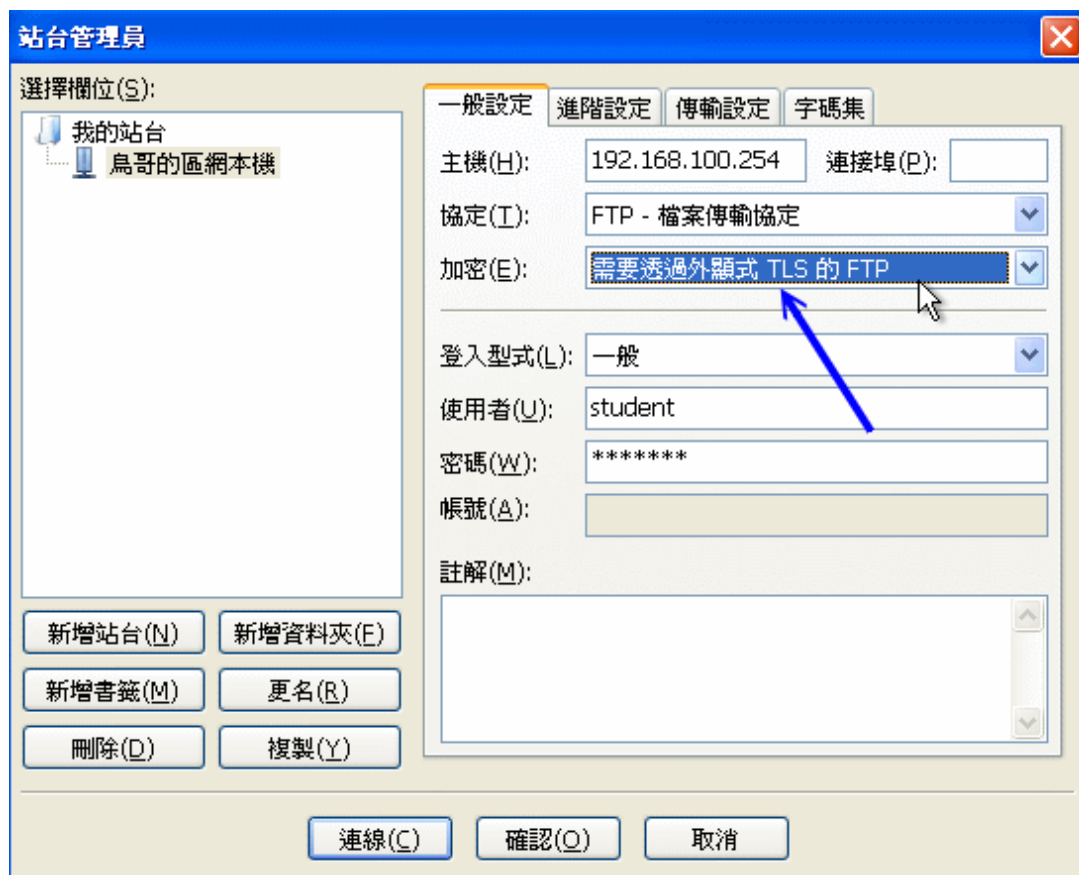 站台管理員
選擇欄位(S):
我的站台
鳥哥的區網本機
一般設定 進階設定 傳輸設定 字碼集
主機(H): 192.168.100.254 連接埠(P):
協定(T): FTP - 檔案傳輸協定
加密(E): 需要透過外顯式 TLS 的 FTP
登入型式(L): 一般
使用者(U): student
密碼(W): *******
帳號(A):
註解(M):
新增站台(N) 新增資料夾(F)
新增書籤(M) 更名(R)
刪除(D) 複製(Y)
連線(C) 確認(O) 取消